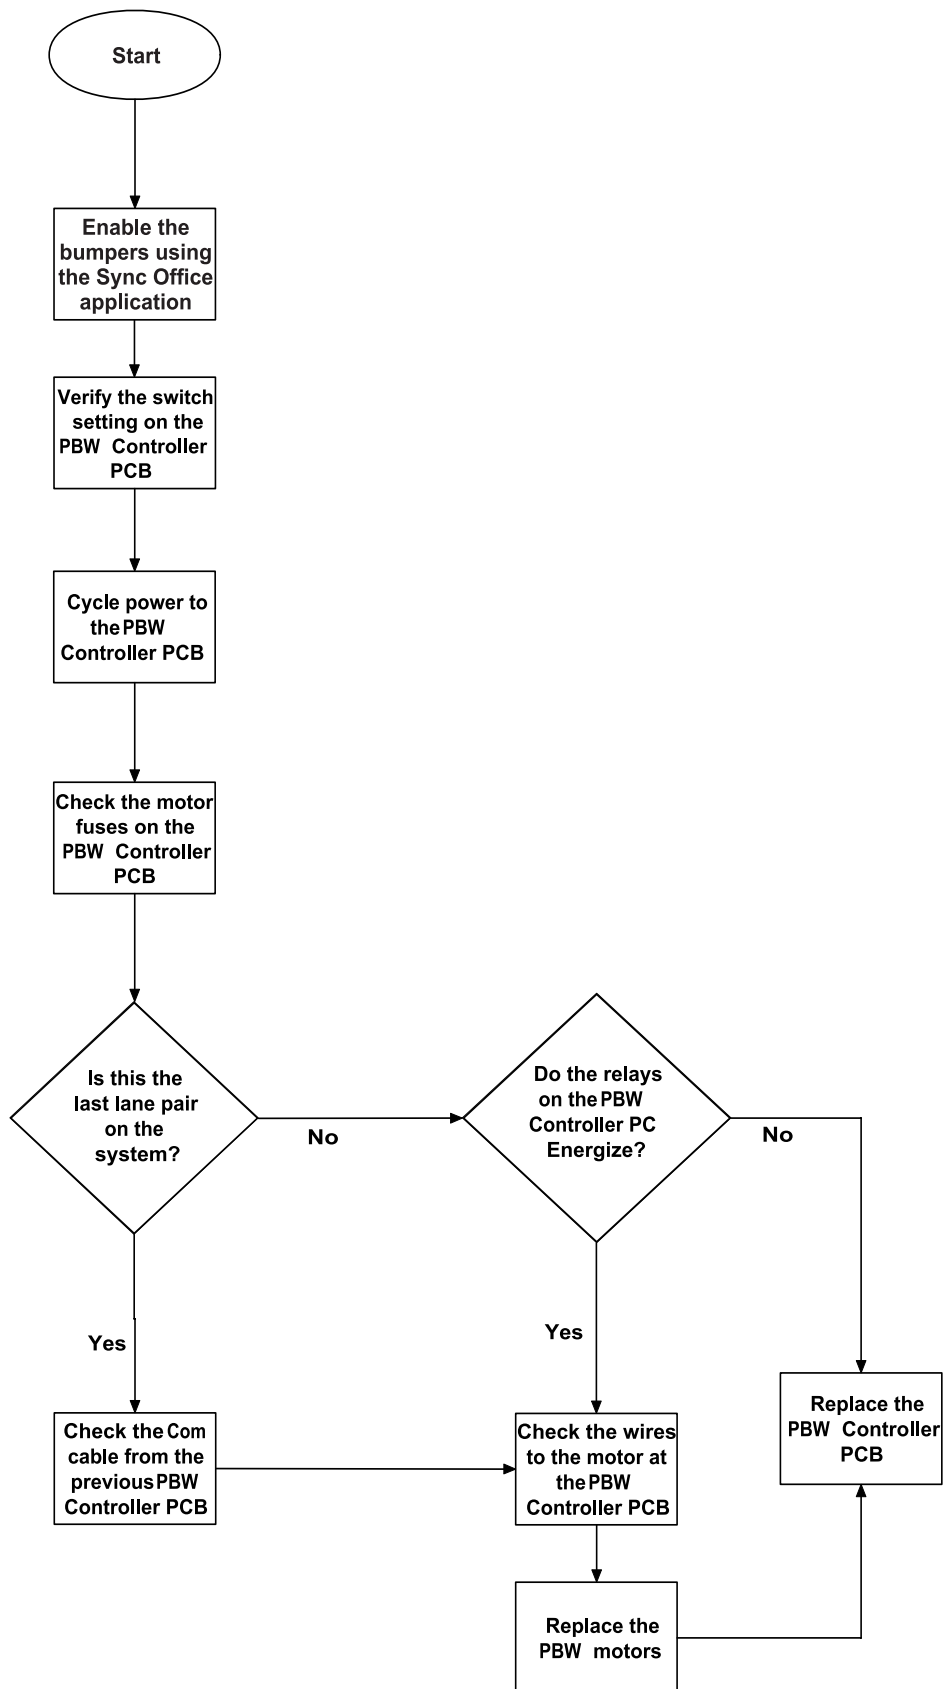 Start
Enable the
bumpers using
the Sync Office
application
Verify the switch
setting on the
PBW Controller
PCB
Cycle power to
the PBW
Controller PCB
Check the motor
fuses on the
PBW Controller
PCB
Is this the
last lane pair
on the
system?
No
Do the relays
on the PBW
Controller PC
Energize?
No
Yes
Yes
Check the Com
cable from the
previous PBW
Controller PCB
Check the wires
to the motor at
the PBW
Controller PCB
Replace the
PBW Controller
PCB
Replace the
PBW motors